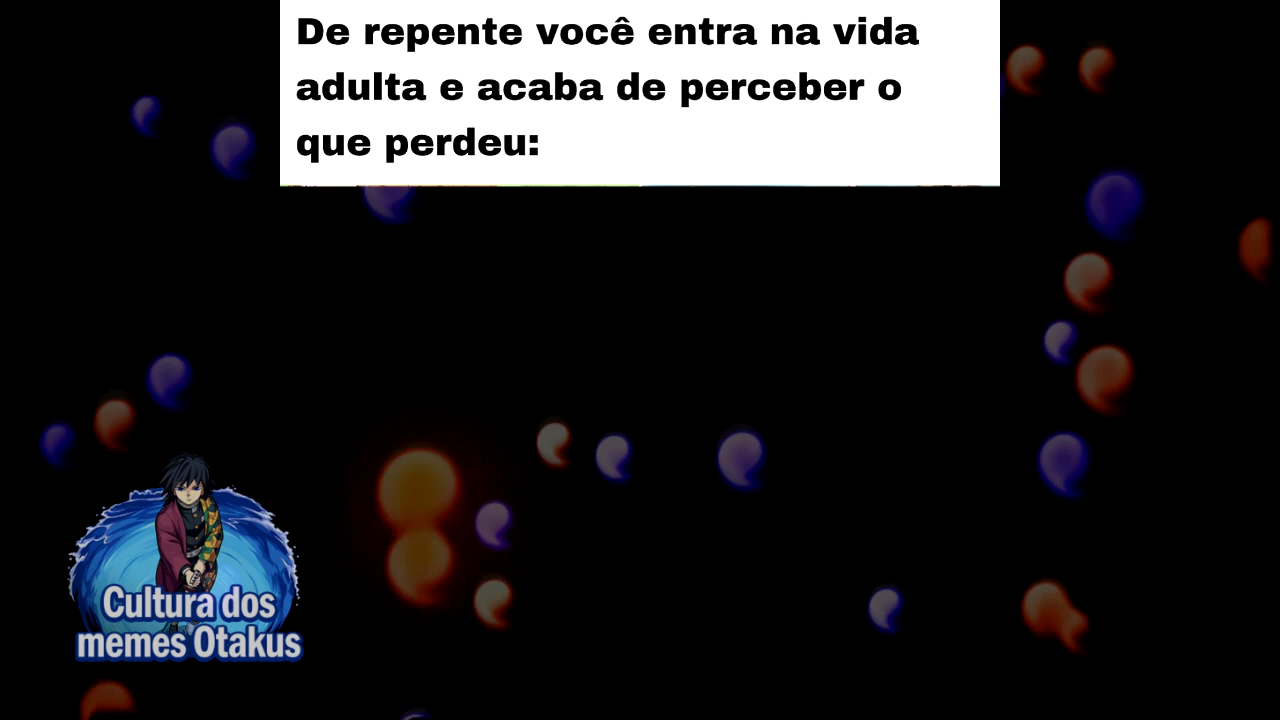 De repente você entra na vida
adulta e acaba de perceber o
que perdeu:
Cultura dos
memes Otakus